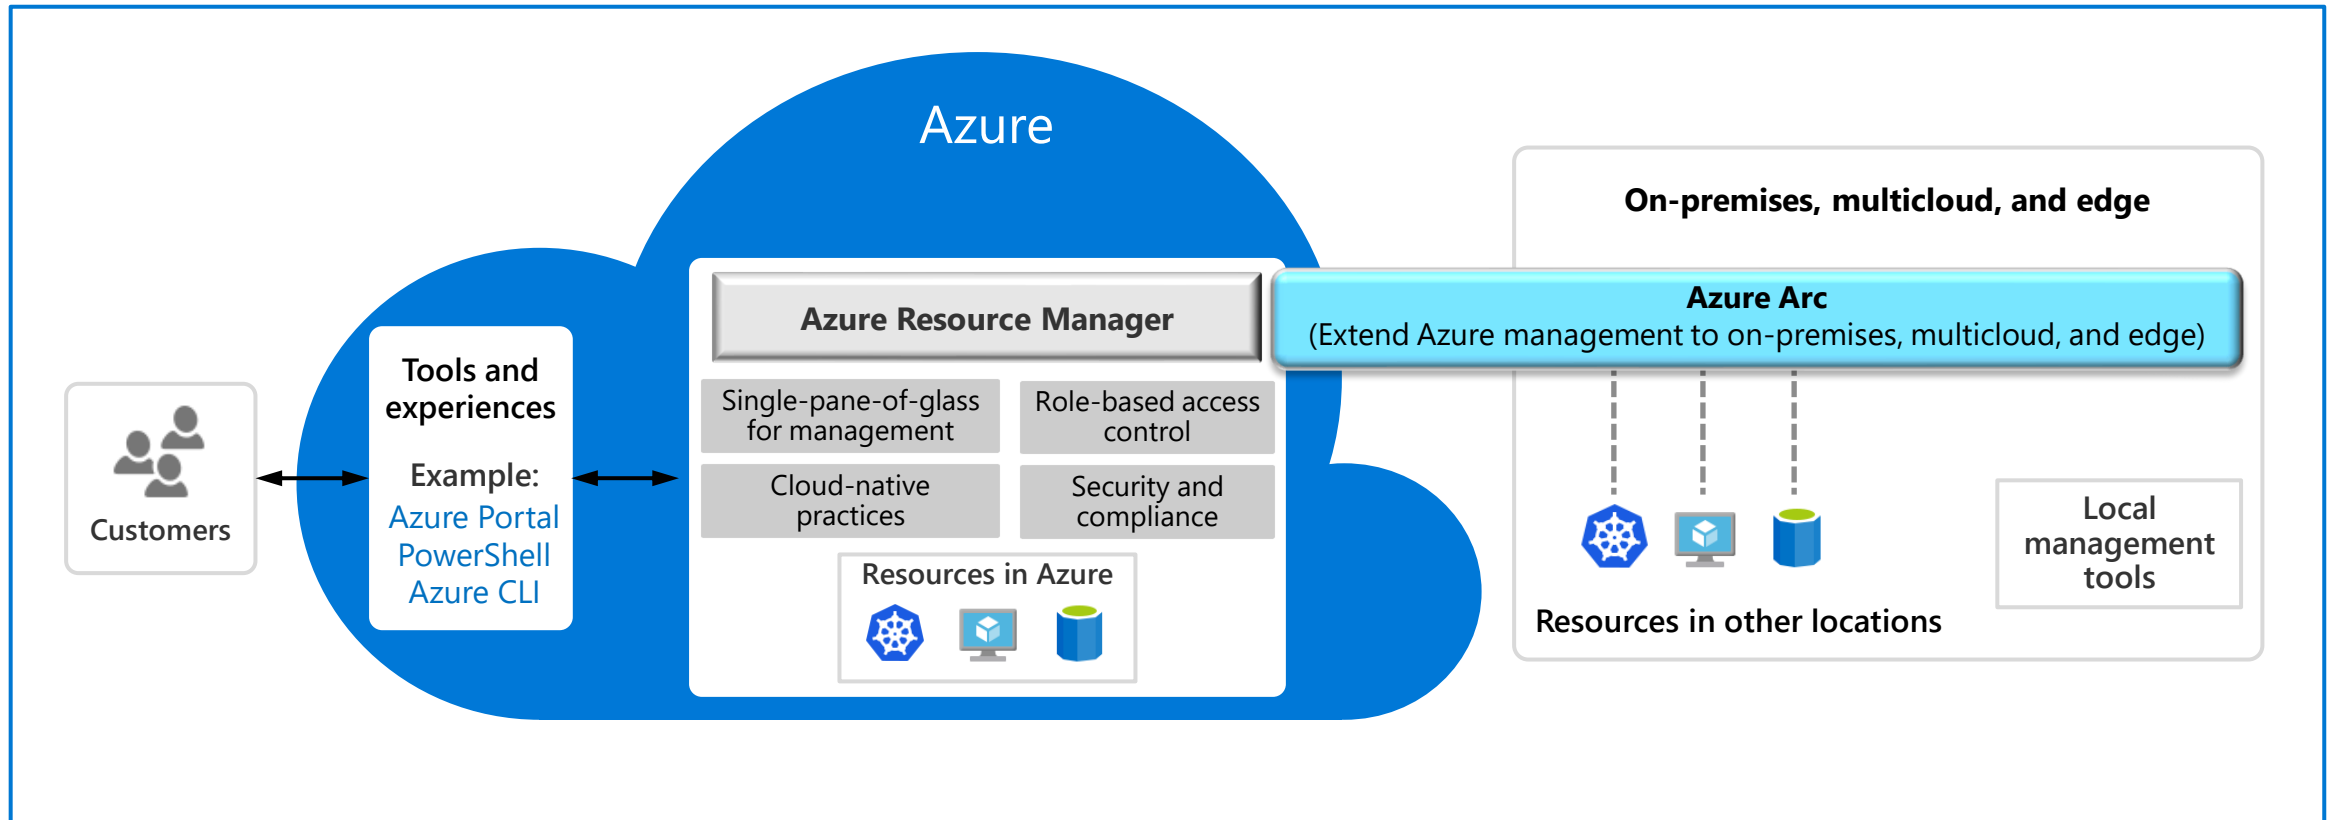 Azure
On-premises, multicloud, and edge
Azure Resource Manager
Azure Arc
(Extend Azure management to on-premises, multicloud, and edge)
Tools and
experiences
Example:
Azure Portal
PowerShell
Azure CLI
Customers
Single-pane-of-glass
for management
Role-based access
control
Cloud-native
practices
Security and
compliance
Resources in Azure
Local
management
tools
Resources in other locations